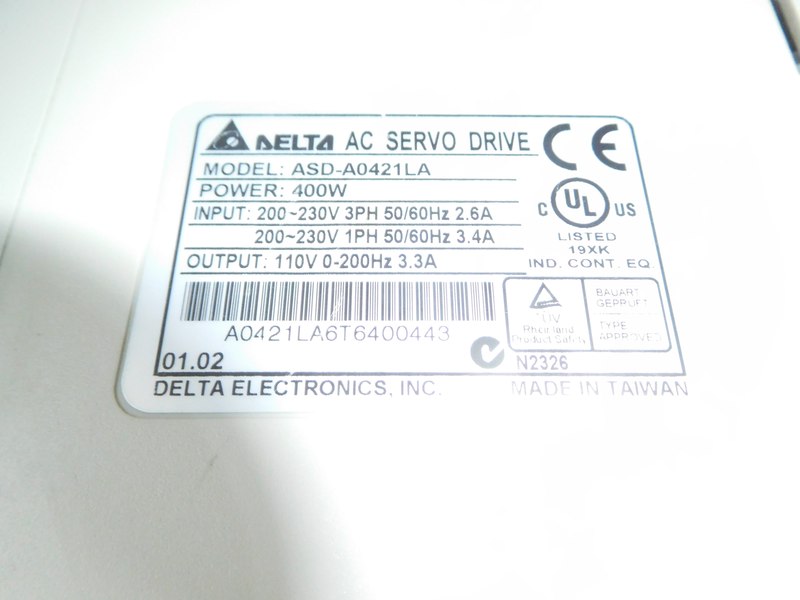 DELTA AC SERVO DRIVE
MODEL: ASD-A0421LA
POWER: 400W
INPUT: 200~230V 3PH 50/60Hz 2.6A
200~230V 1PH 50/60Hz 3.4A
OUTPUT: 110V 0-200Hz 3.3A
CE
C UL US
LISTED
19XK
IND. CONT. EQ.
A0421LA6T6400443
TÜV
Rheinland
Product Safety
BAUART
GEPRÜFT
TYPE
APPROVED
01.02
N2326
DELTA ELECTRONICS, INC.
MADE IN TAIWAN